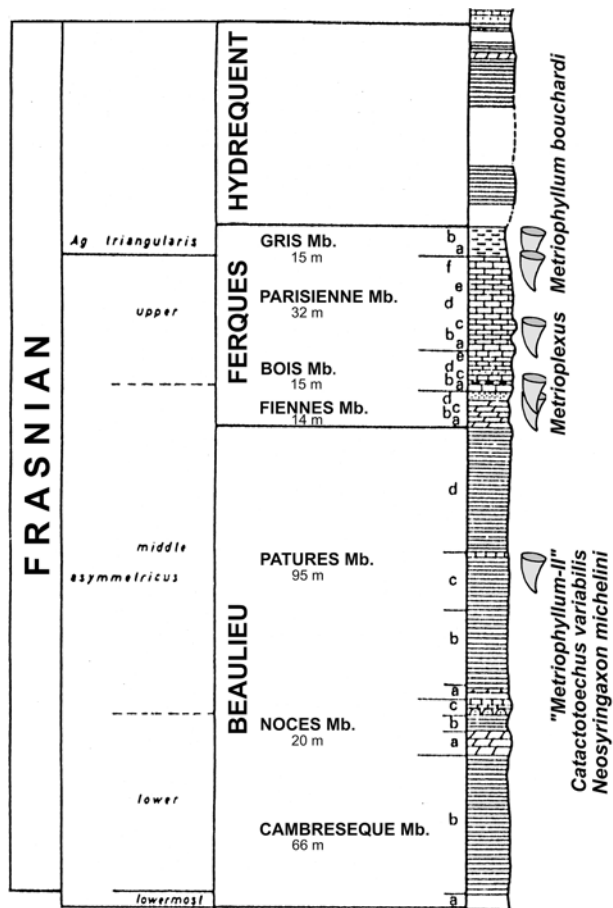 FRASNIAN
Ag triangularis
upper
middle
asymmetricus
lower
lowermost
HYDREQUENT
FERQUES
BEAULIEU
GRIS Mb.
15 m
PARISIENNE Mb.
32 m
BOIS Mb.
15 m
FIENNES Mb.
14 m
PATURES Mb.
95 m
NOCES Mb.
20 m
CAMBRESEQUE Mb.
66 m
b
a
f
e
d
c
b
a
e
d
c
b
a
d
c
b
a
d
c
b
a
c
b
a
b
a
Metriophyllum bouchardi
Metrioplexus
"Metriophyllum-II"
Catactotoechus variabilis
Neosyringaxon michelini